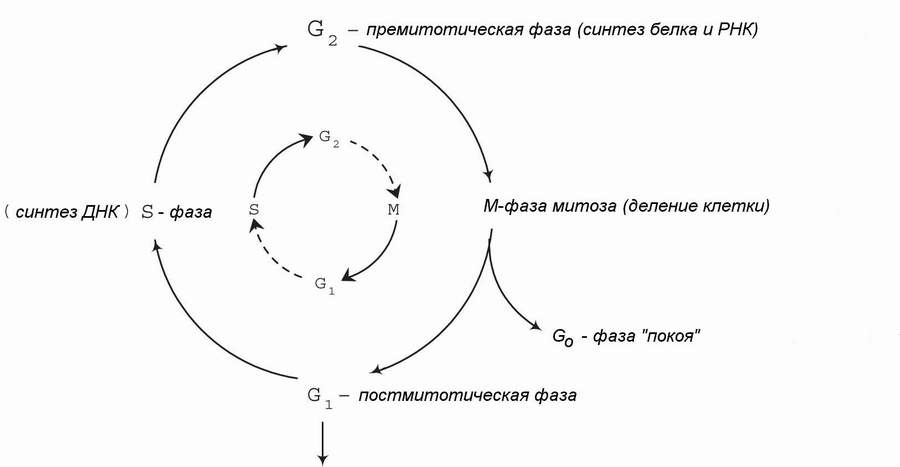 G2 – премитотическая фаза (синтез белка и РНК)
G2
( синтез ДНК ) S - фаза
S
M
М-фаза митоза (деление клетки)
G1
Go - фаза "покоя"
G1 – постмитотическая фаза